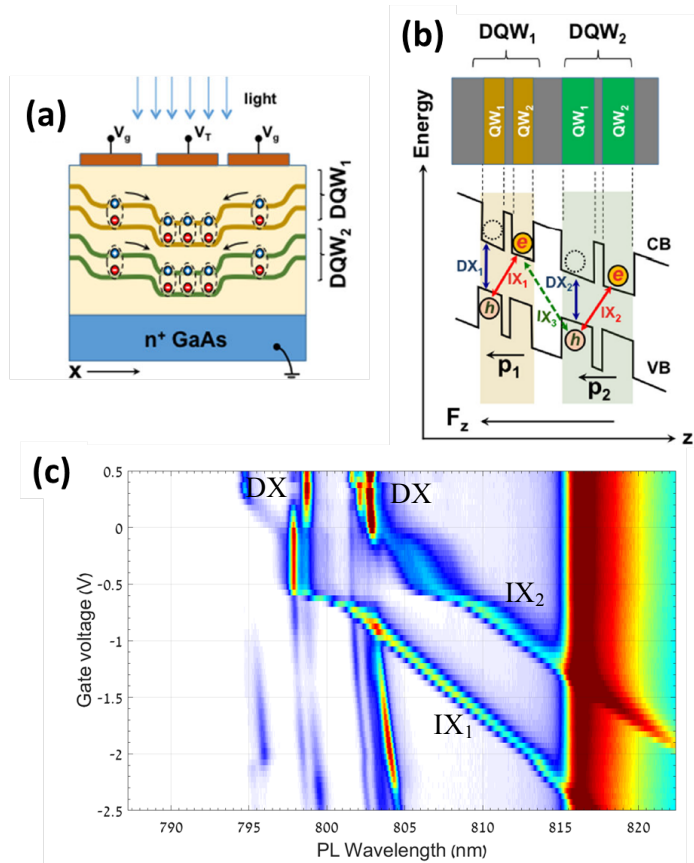 (a)
light
Vg
VT
Vg
DQW1
DQW2
n+ GaAs
x
(b)
DQW1
DQW2
QW1
QW2
QW1
QW2
Energy
CB
e
e
DX1
IX1
DX2
IX2
IX3
h
h
VB
p1
p2
Fz
z
(c)
0.5
0
-0.5
-1
-1.5
-2
-2.5
Gate voltage (V)
DX
DX
IX2
IX1
790
795
800
805
810
815
820
PL Wavelength (nm)